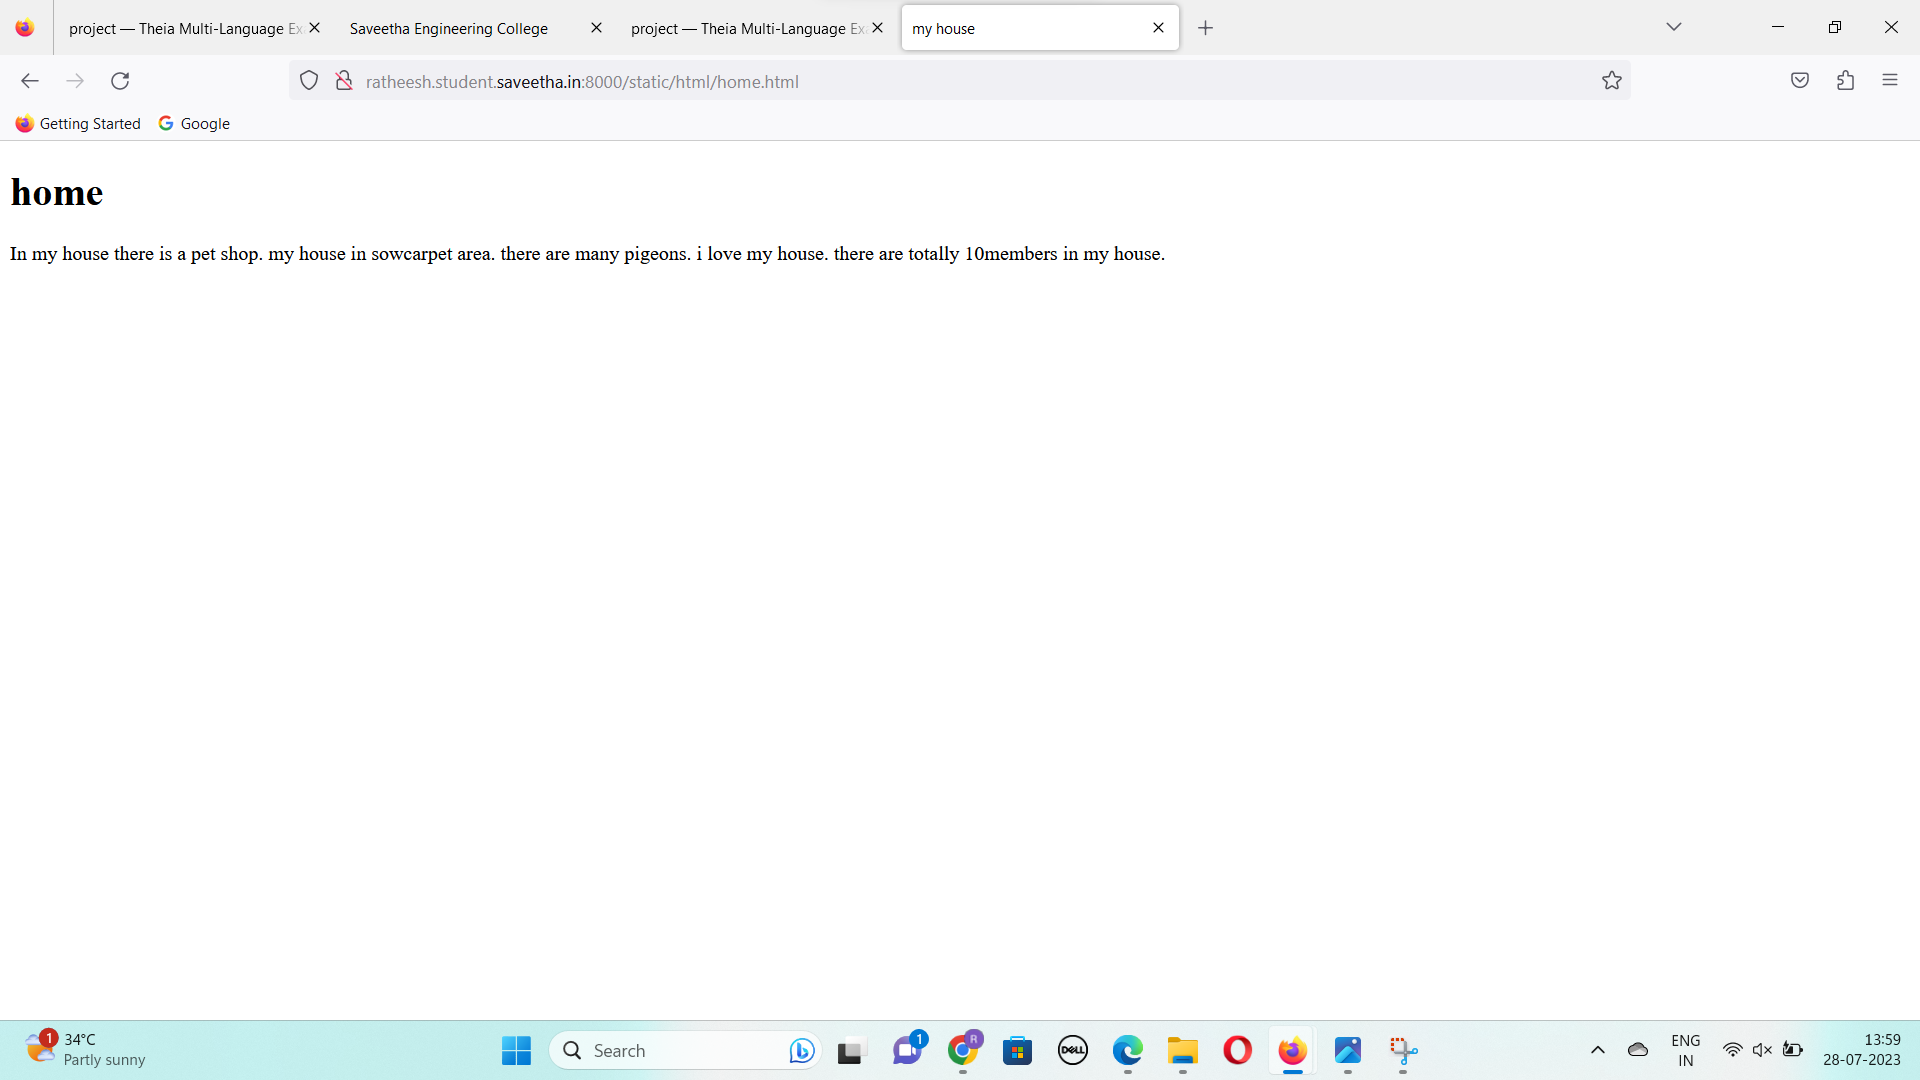 project — Theia Multi-Language Ex
Saveetha Engineering College
project — Theia Multi-Language Ex
my house
ratheesh.student.saveetha.in:8000/static/html/home.html
Getting Started
Google
home
In my house there is a pet shop. my house in sowcarpet area. there are many pigeons. i love my house. there are totally 10members in my house.
1
34°C
Partly sunny
Search
1
R
DELL
ENG
IN
13:59
28-07-2023